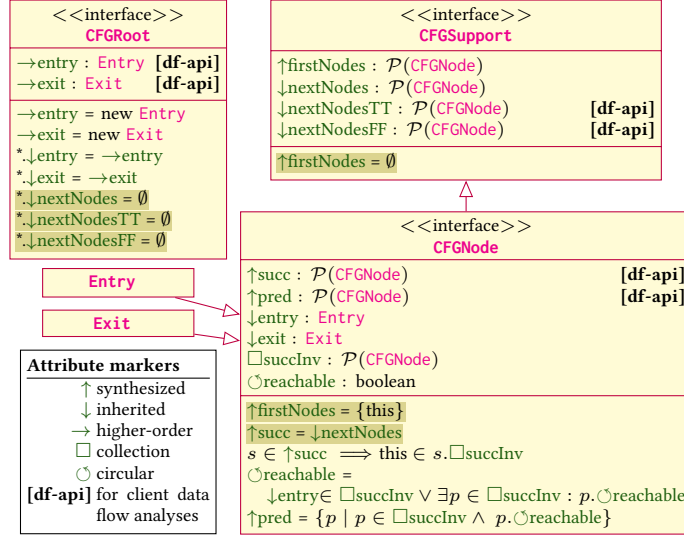 <<interface>>
CFGRoot
→entry : Entry [df-api]
→exit : Exit [df-api]
→entry = new Entry
→exit = new Exit
*.↓entry = →entry
*.↓exit = →exit
*.↓nextNodes = ∅
*.↓nextNodesTT = ∅
*.↓nextNodesFF = ∅
<<interface>>
CFGSupport
↑firstNodes : 𝒫(CFGNode)
↓nextNodes : 𝒫(CFGNode)
↓nextNodesTT : 𝒫(CFGNode) [df-api]
↓nextNodesFF : 𝒫(CFGNode) [df-api]
↑firstNodes = ∅
Entry
Exit
<<interface>>
CFGNode
↑succ : 𝒫(CFGNode) [df-api]
↑pred : 𝒫(CFGNode) [df-api]
↓entry : Entry
↓exit : Exit
□succInv : 𝒫(CFGNode)
↺reachable : boolean
↑firstNodes = {this}
↑succ = ↓nextNodes
s ∈ ↑succ ⟹ this ∈ s.□succInv
↺reachable =
↓entry∈ □succInv ∨ ∃p ∈ □succInv : p.↺reachable
↑pred = {p | p ∈ □succInv ∧ p.↺reachable}
Attribute markers
↑ synthesized
↓ inherited
→ higher-order
□ collection
↺ circular
[df-api] for client data
flow analyses